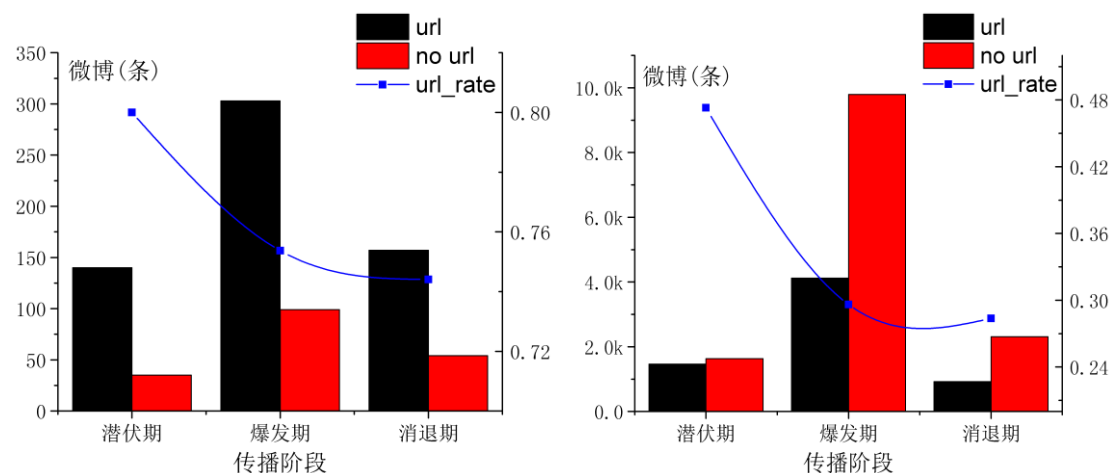 url
no url
url_rate
微博(条)
350
300
250
200
150
100
50
0
0.80
0.76
0.72
潜伏期 爆发期 消退期
传播阶段
url
no url
url_rate
微博(条)
10.0k
8.0k
6.0k
4.0k
2.0k
0.0
0.48
0.42
0.36
0.30
0.24
潜伏期 爆发期 消退期
传播阶段